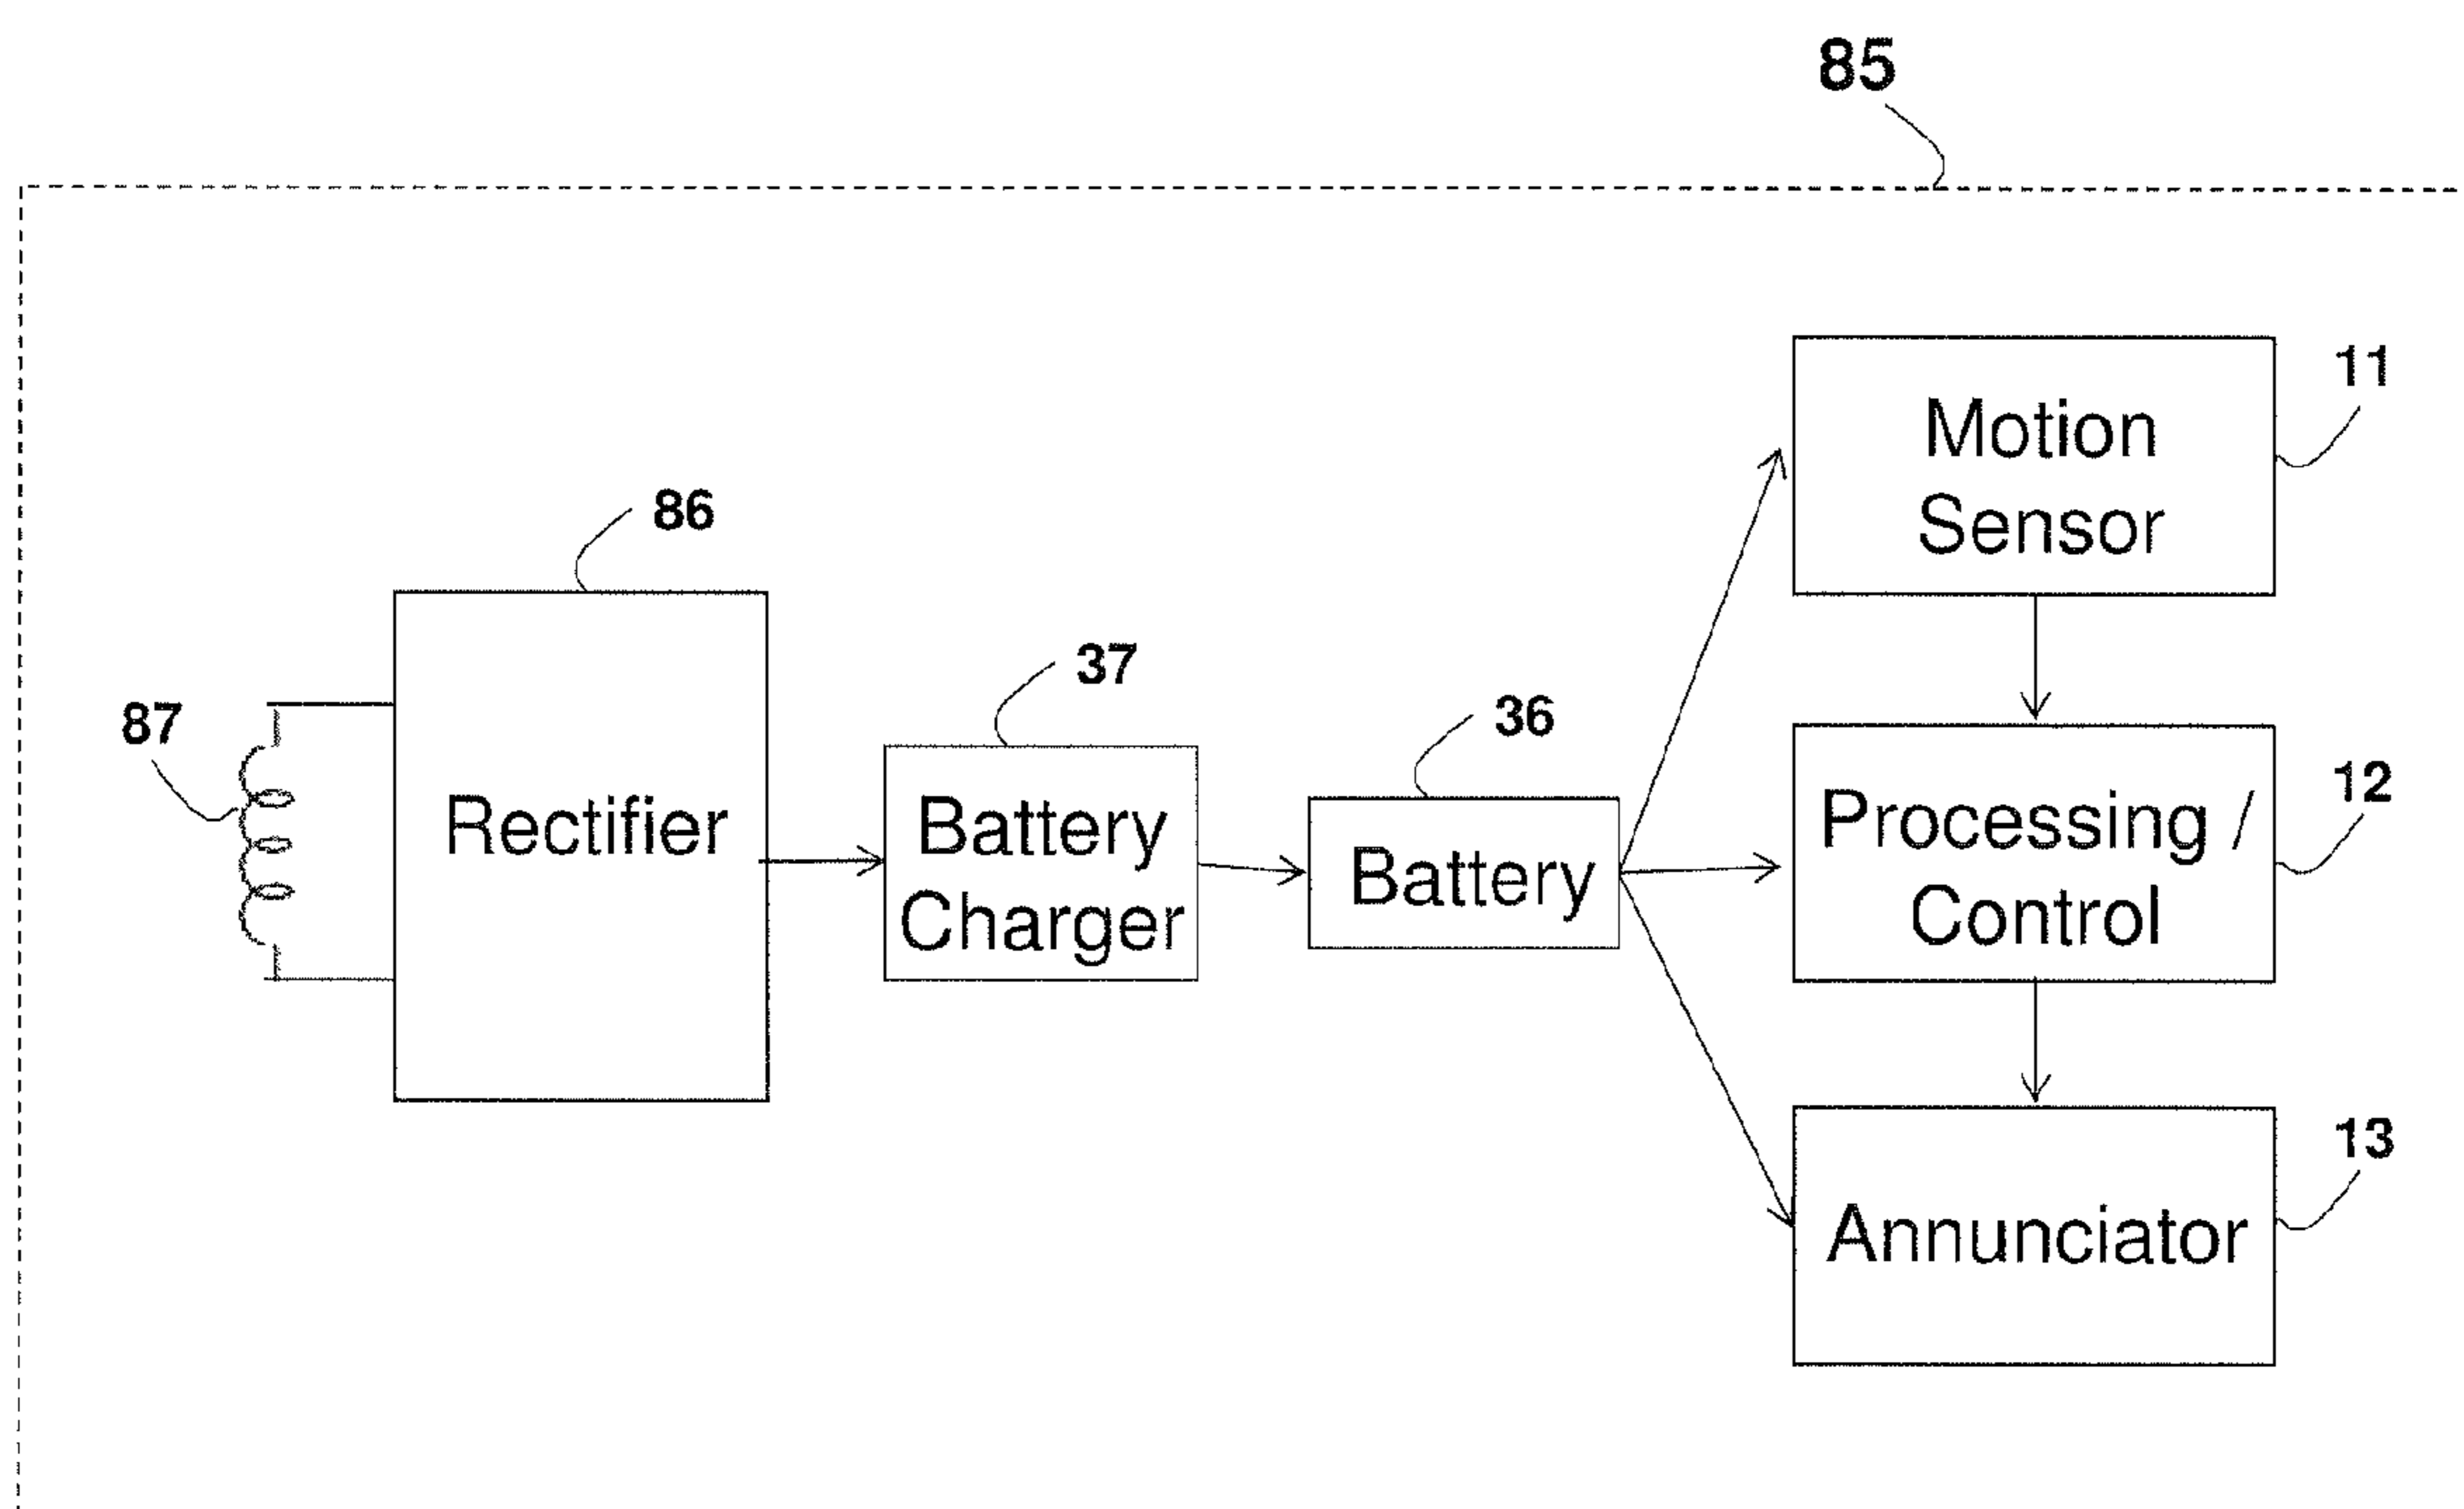 85
11
Motion
Sensor
86
37
87
36
12
Rectifier
Battery
Charger
Battery
Processing /
Control
13
Annunciator